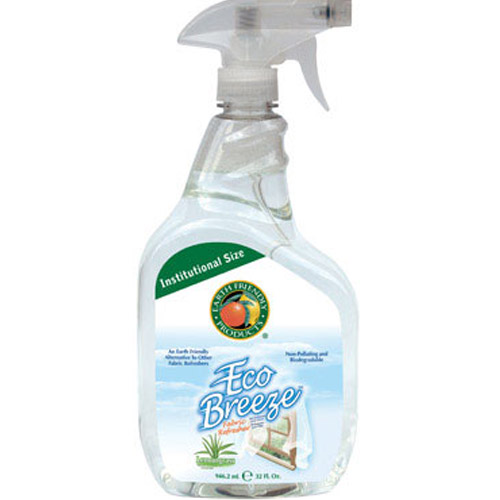 Institutional Size
EARTH FRIENDLY
PRODUCTS
®
An Earth Friendly
Alternative To Other
Fabric Refreshers
Non-Polluting and
Biodegradable
Eco
Breeze
Fabric
Refresher
Lemongrass
946.2 mL ℮ 32 Fl. Oz.